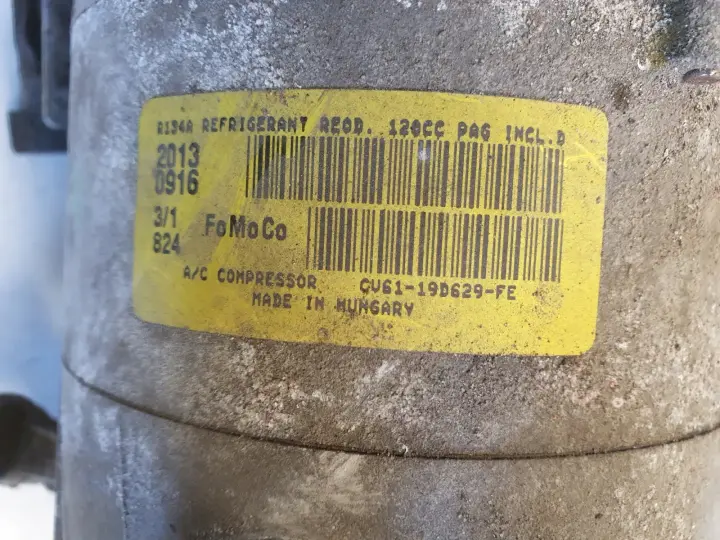 R134A REFRIGERANT REQD. 120CC PAG INCL.D
2013
0916
3/1
824
FoMoCo
A/C COMPRESSOR CV61-19D629-FE
MADE IN HUNGARY